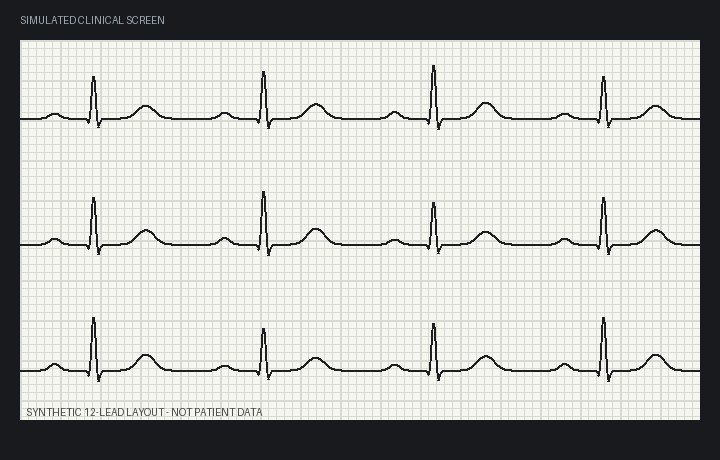 SIMULATED CLINICAL SCREEN
SYNTHETIC 12-LEAD LAYOUT - NOT PATIENT DATA